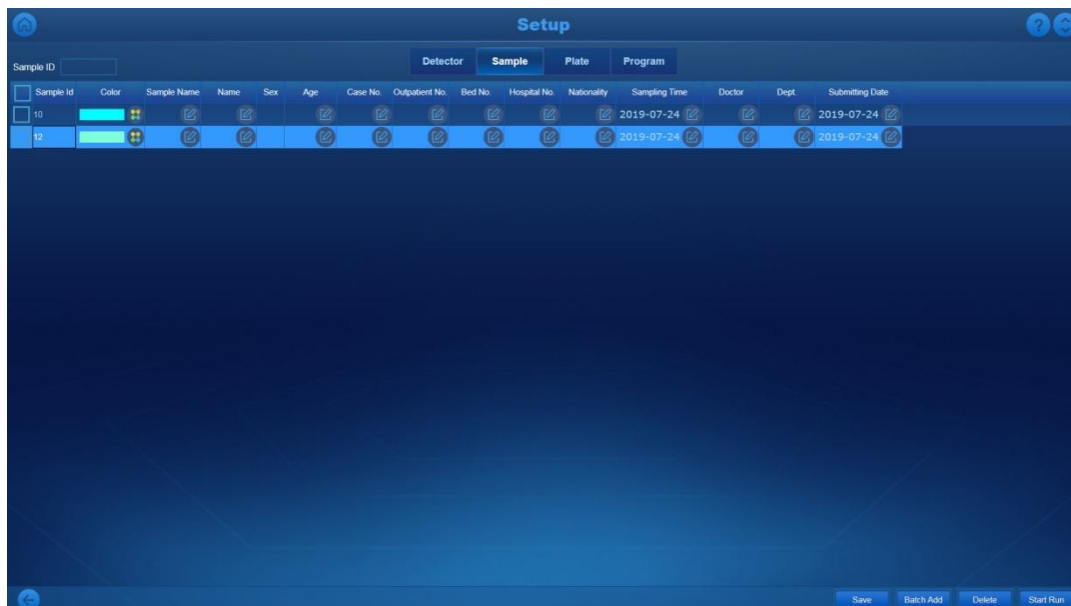 Setup
Detector Sample Plate Program
Sample ID
Sample Id Color Sample Name Name Sex Age Case No. Outpatient No. Bed No. Hospital No. Nationality Sampling Time Doctor Dept. Submitting Date
10 2019-07-24 2019-07-24
12 2019-07-24 2019-07-24
Save Batch Add Delete Start Run